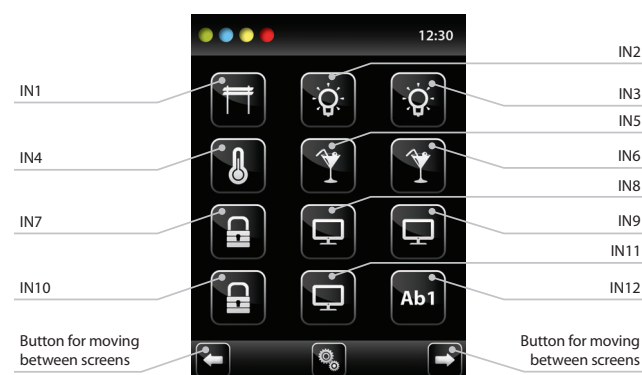 12:30
IN2
IN1
IN3
IN5
IN4
IN6
IN8
IN7
IN9
IN11
IN10
IN12
Ab1
Button for moving
between screens
Button for moving
between screens